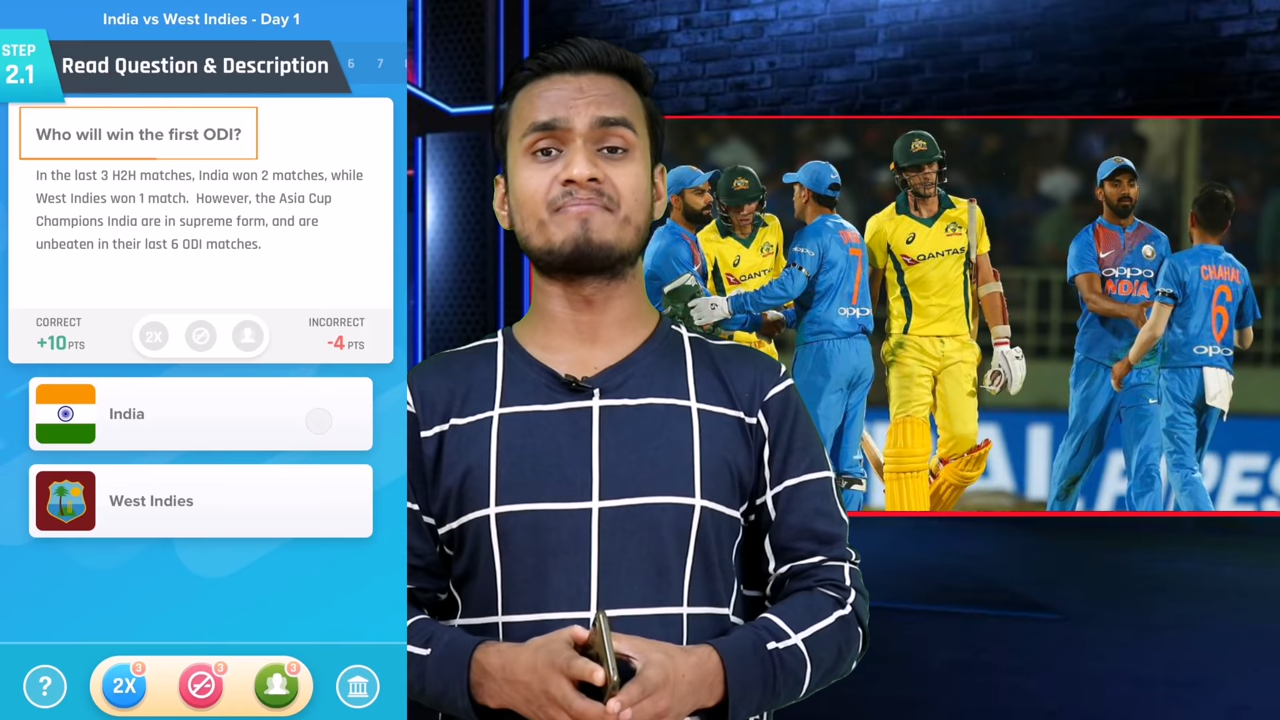 India vs West Indies - Day 1
STEP
2.1
Read Question & Description
6 7
Who will win the first ODI?
In the last 3 H2H matches, India won 2 matches, while
West Indies won 1 match. However, the Asia Cup
Champions India are in supreme form, and are
unbeaten in their last 6 ODI matches.
CORRECT
+10 PTS
2X
INCORRECT
-4 PTS
India
West Indies
?
2X
3
3
3
QANTAS
QANTAS
7
oppo
oppo
INDIA
CHAHAL
6
oppo